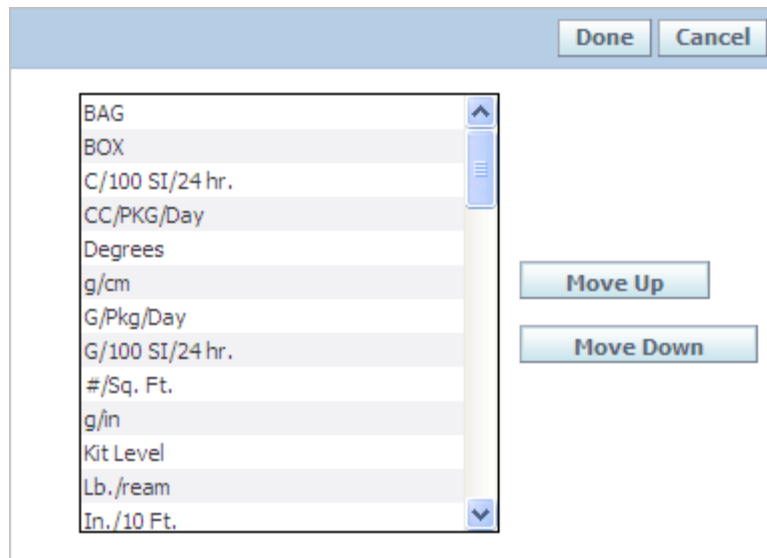 Done Cancel
BAG
BOX
C/100 SI/24 hr.
CC/PKG/Day
Degrees
g/cm
G/Pkg/Day
G/100 SI/24 hr.
#/Sq. Ft.
g/in
Kit Level
Lb./ream
In./10 Ft.
Move Up
Move Down